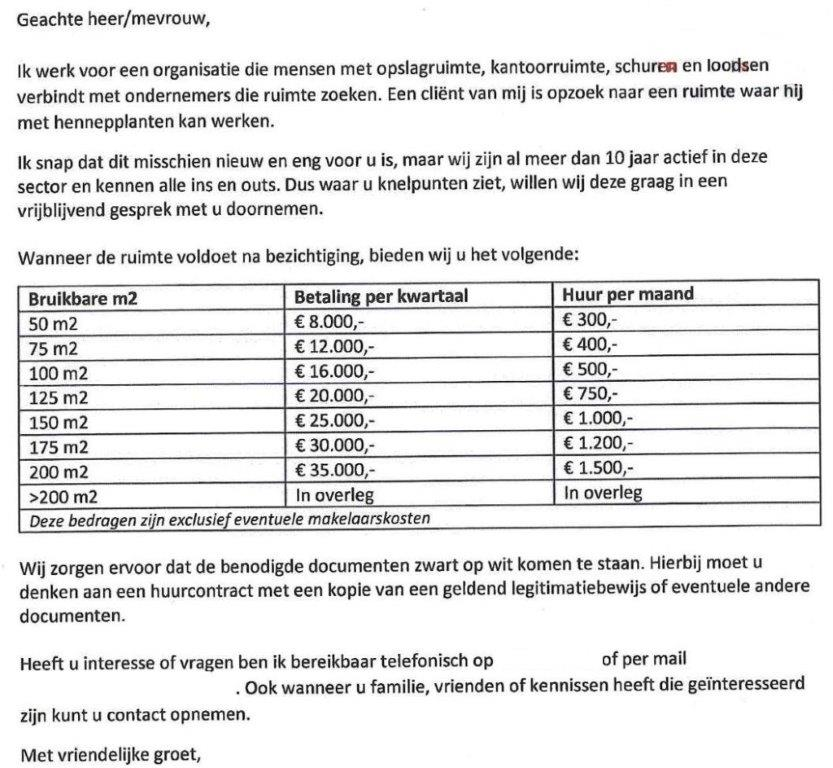 Geachte heer/mevrouw,
Ik werk voor een organisatie die mensen met opslagruimte, kantoorruimte, schuren en loodsen
verbindt met ondernemers die ruimte zoeken. Een cliënt van mij is opzoek naar een ruimte waar hij
met hennepplanten kan werken.
Ik snap dat dit misschien nieuw en eng voor u is, maar wij zijn al meer dan 10 jaar actief in deze
sector en kennen alle ins en outs. Dus waar u knelpunten ziet, willen wij deze graag in een
vrijblijvend gesprek met u doornemen.
Wanneer de ruimte voldoet na bezichtiging, bieden wij u het volgende:
Bruikbare m2 Betaling per kwartaal Huur per maand
50 m2 € 8.000,- € 300,-
75 m2 € 12.000,- € 400,-
100 m2 € 16.000,- € 500,-
125 m2 € 20.000,- € 750,-
150 m2 € 25.000,- € 1.000,-
175 m2 € 30.000,- € 1.200,-
200 m2 € 35.000,- € 1.500,-
>200 m2 In overleg In overleg
Deze bedragen zijn exclusief eventuele makelaarskosten
Wij zorgen ervoor dat de benodigde documenten zwart op wit komen te staan. Hierbij moet u
denken aan een huurcontract met een kopie van een geldend legitimatiebewijs of eventuele andere
documenten.
Heeft u interesse of vragen ben ik bereikbaar telefonisch op of per mail
. Ook wanneer u familie, vrienden of kennissen heeft die geïnteresseerd
zijn kunt u contact opnemen.
Met vriendelijke groet,